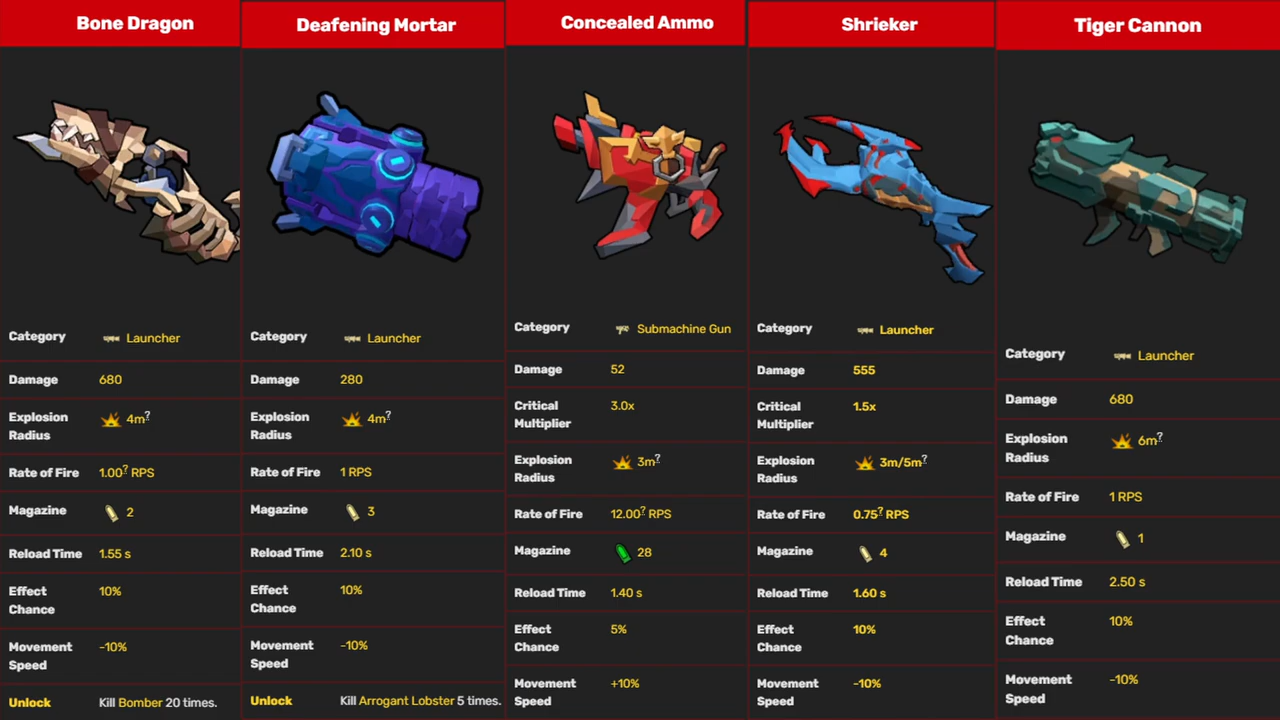 Bone Dragon
Category Launcher
Damage 680
Explosion
Radius 4m?
Rate of Fire 1.00? RPS
Magazine 2
Reload Time 1.55 s
Effect
Chance 10%
Movement
Speed -10%
Unlock Kill Bomber 20 times.
Deafening Mortar
Category Launcher
Damage 280
Explosion
Radius 4m?
Rate of Fire 1 RPS
Magazine 3
Reload Time 2.10 s
Effect
Chance 10%
Movement
Speed -10%
Unlock Kill Arrogant Lobster 5 times.
Concealed Ammo
Category Submachine Gun
Damage 52
Critical
Multiplier 3.0x
Explosion
Radius 3m?
Rate of Fire 12.00? RPS
Magazine 28
Reload Time 1.40 s
Effect
Chance 5%
Movement
Speed +10%
Shrieker
Category Launcher
Damage 555
Critical
Multiplier 1.5x
Explosion
Radius 3m/5m?
Rate of Fire 0.75? RPS
Magazine 4
Reload Time 1.60 s
Effect
Chance 10%
Movement
Speed -10%
Tiger Cannon
Category Launcher
Damage 680
Explosion
Radius 6m?
Rate of Fire 1 RPS
Magazine 1
Reload Time 2.50 s
Effect
Chance 10%
Movement
Speed -10%